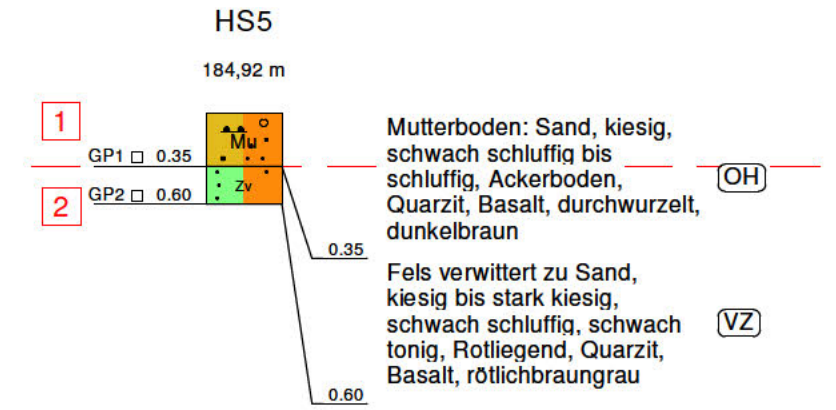 HS5
184,92 m
1
Mu
GP1 0.35
Zv
GP2 0.60
2
0.35
Mutterboden: Sand, kiesig,
schwach schluffig bis
schluffig, Ackerboden,
Quarzit, Basalt, durchwurzelt,
dunkelbraun
OH
0.60
Fels verwittert zu Sand,
kiesig bis stark kiesig,
schwach schluffig, schwach
tonig, Rotliegend, Quarzit,
Basalt, rötlichbraungrau
VZ